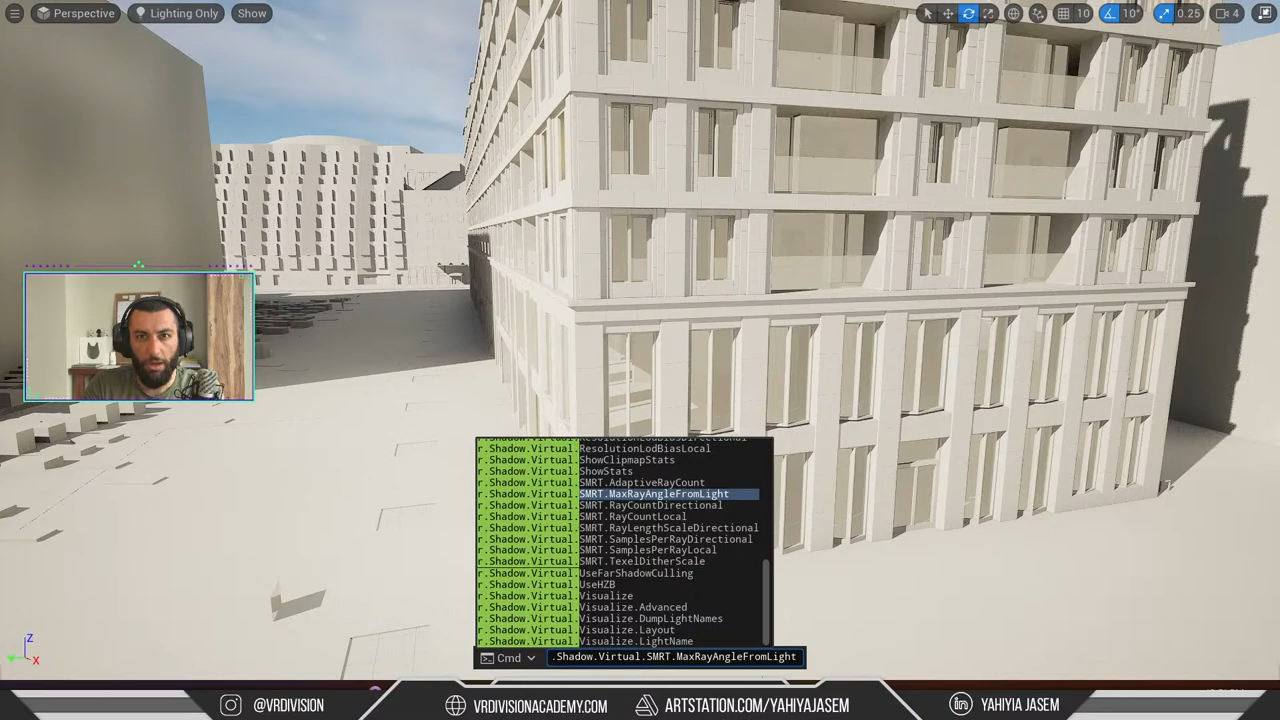 Perspective
Lighting Only
Show
10
10°
0.25
4
r.Shadow.Virtual.ResolutionLodBiasDirectional
r.Shadow.Virtual.ResolutionLodBiasLocal
r.Shadow.Virtual.ShowClipmapStats
r.Shadow.Virtual.ShowStats
r.Shadow.Virtual.SMRT.AdaptiveRayCount
r.Shadow.Virtual.SMRT.MaxRayAngleFromLight
r.Shadow.Virtual.SMRT.RayCountDirectional
r.Shadow.Virtual.SMRT.RayCountLocal
r.Shadow.Virtual.SMRT.RayLengthScaleDirectional
r.Shadow.Virtual.SMRT.SamplesPerRayDirectional
r.Shadow.Virtual.SMRT.SamplesPerRayLocal
r.Shadow.Virtual.SMRT.TexelDitherScale
r.Shadow.Virtual.UseFarShadowCulling
r.Shadow.Virtual.UseHZB
r.Shadow.Virtual.Visualize
r.Shadow.Virtual.Visualize.Advanced
r.Shadow.Virtual.Visualize.DumpLightNames
r.Shadow.Virtual.Visualize.Layout
r.Shadow.Virtual.Visualize.LightName
Cmd
.Shadow.Virtual.SMRT.MaxRayAngleFromLight
Z
X
@VRDIVISION
VRDIVISIONACADEMY.COM
ARTSTATION.COM/YAHIYAJASEM
YAHIYIA JASEM